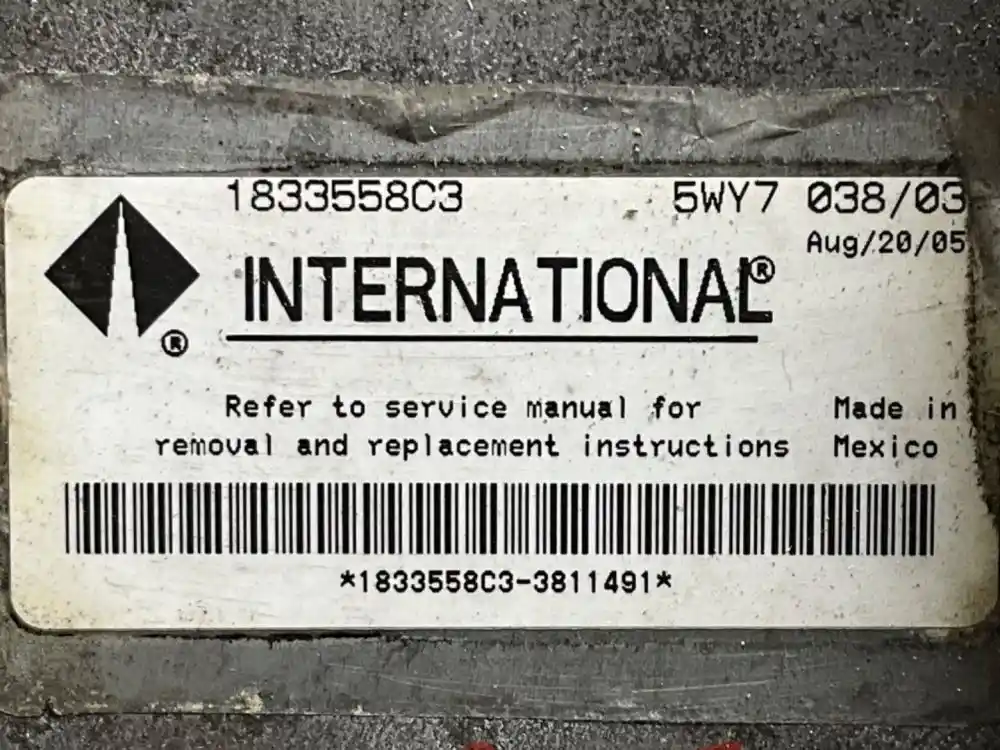 1833558C3 5WY7 038/03
Aug/20/05
INTERNATIONAL®
®
Refer to service manual for Made in
removal and replacement instructions Mexico
*1833558C3-3811491*